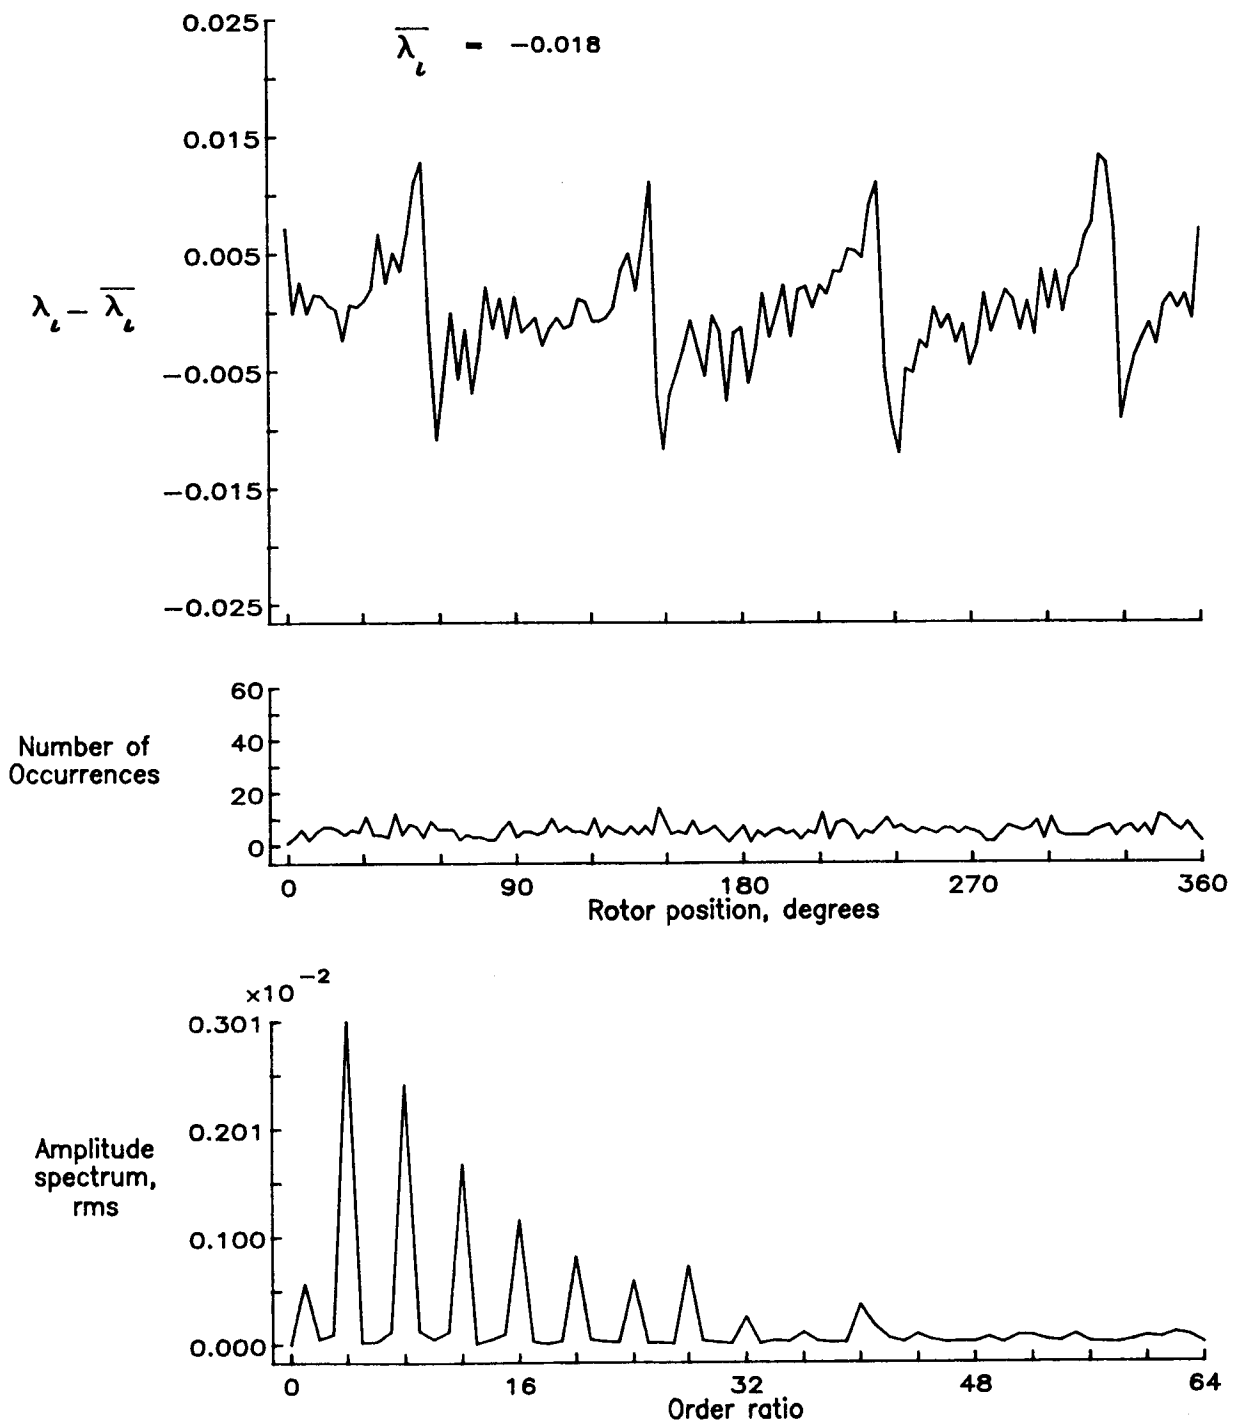 λ̅ι = −0.018
0.025
0.015
0.005
−0.005
−0.015
−0.025
λι − λ̅ι
60
40
20
0
Number of
Occurrences
0 90 180 270 360
Rotor position, degrees
×10 −2
0.301
0.201
0.100
0.000
Amplitude
spectrum,
rms
0 16 32 48 64
Order ratio